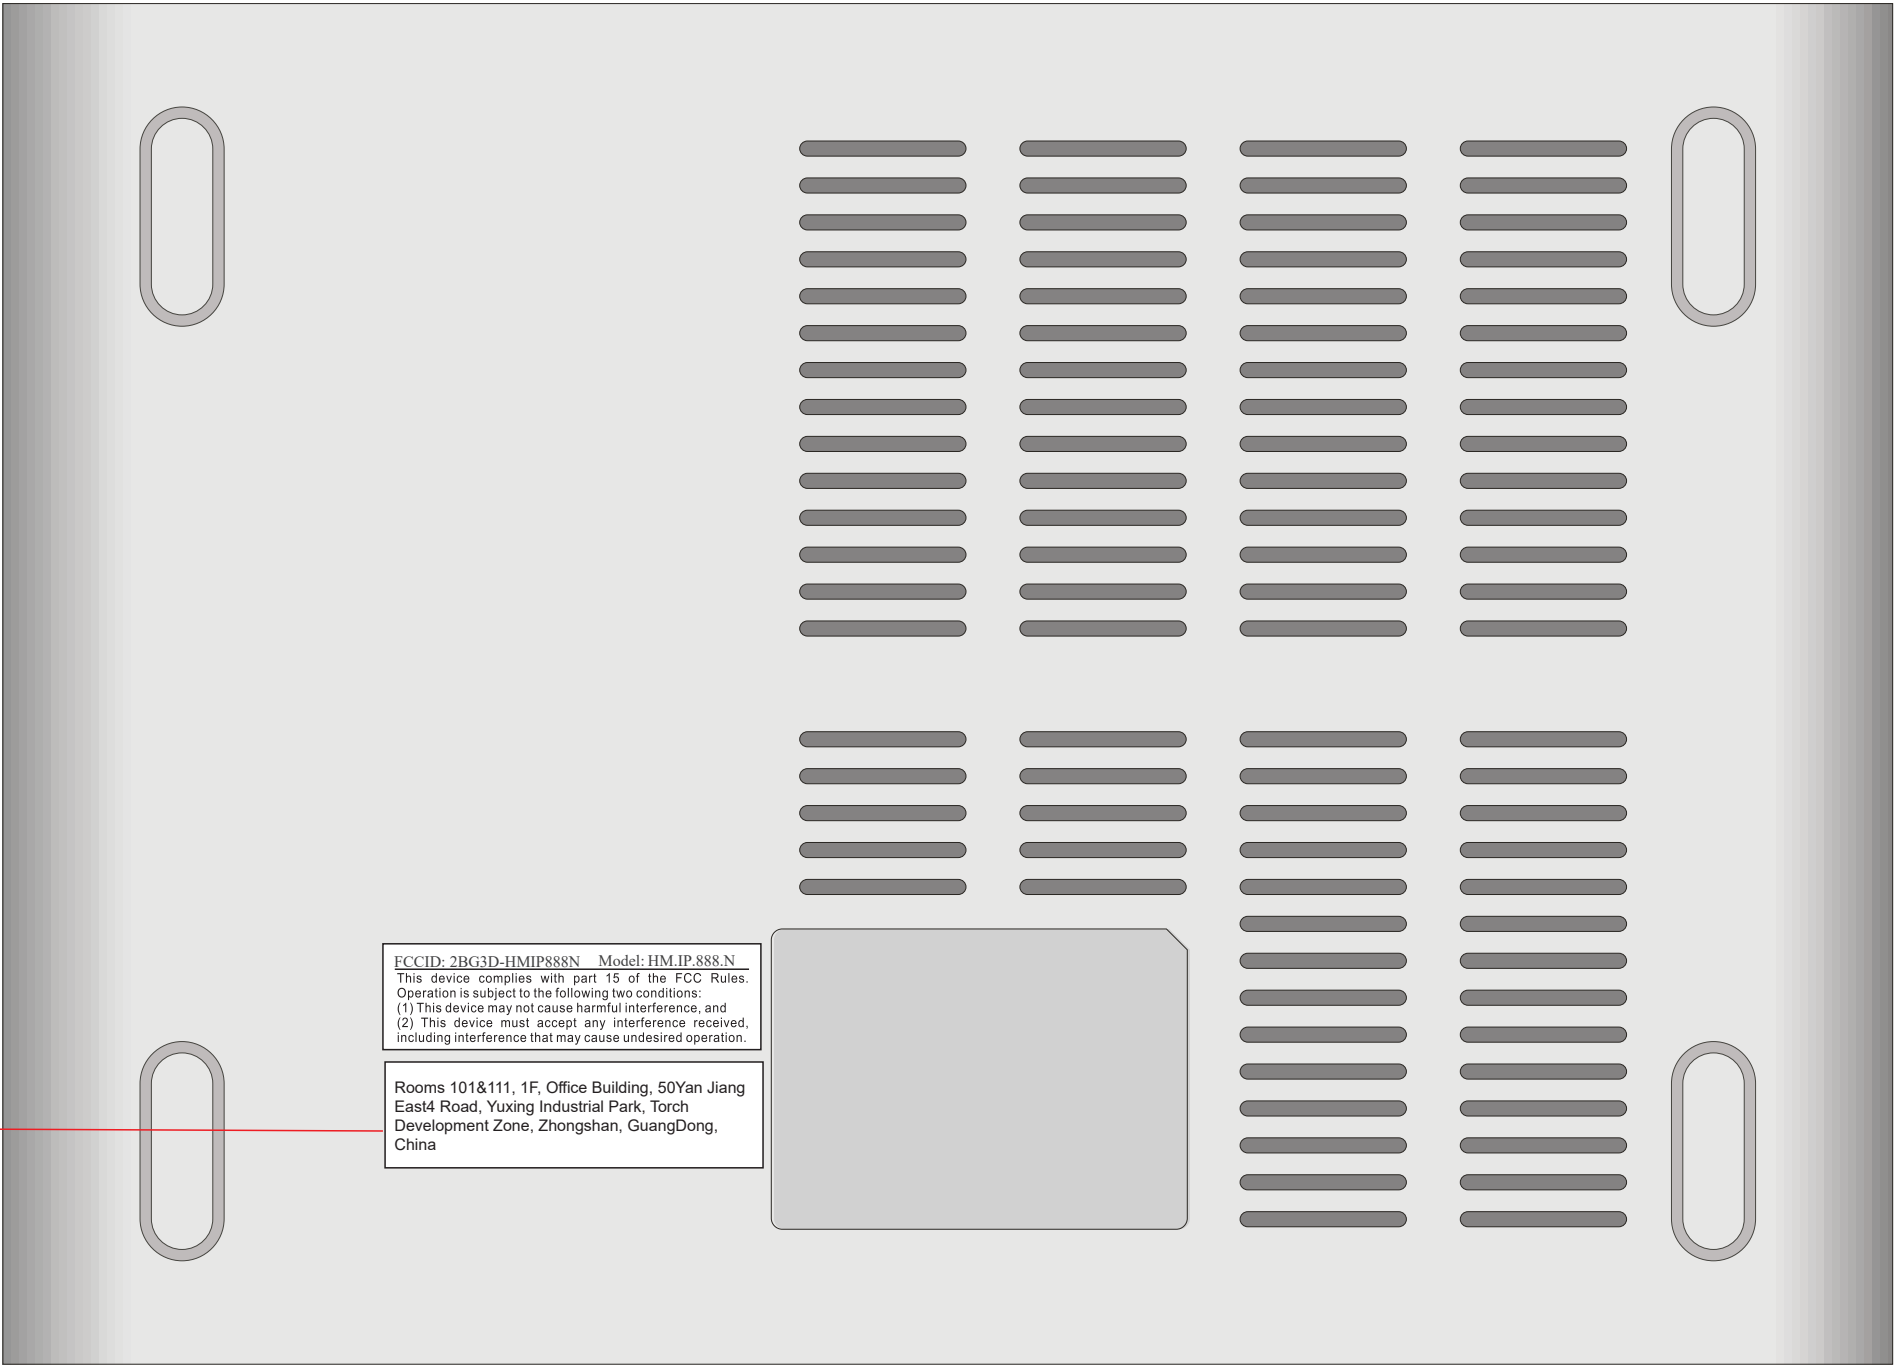 FCCID: 2BG3D-HMIP888N Model: HM.IP.888.N
This device complies with part 15 of the FCC Rules.
Operation is subject to the following two conditions:
(1) This device may not cause harmful interference, and
(2) This device must accept any interference received,
including interference that may cause undesired operation.
Rooms 101&111, 1F, Office Building, 50Yan Jiang
East4 Road, Yuxing Industrial Park, Torch
Development Zone, Zhongshan, GuangDong,
China